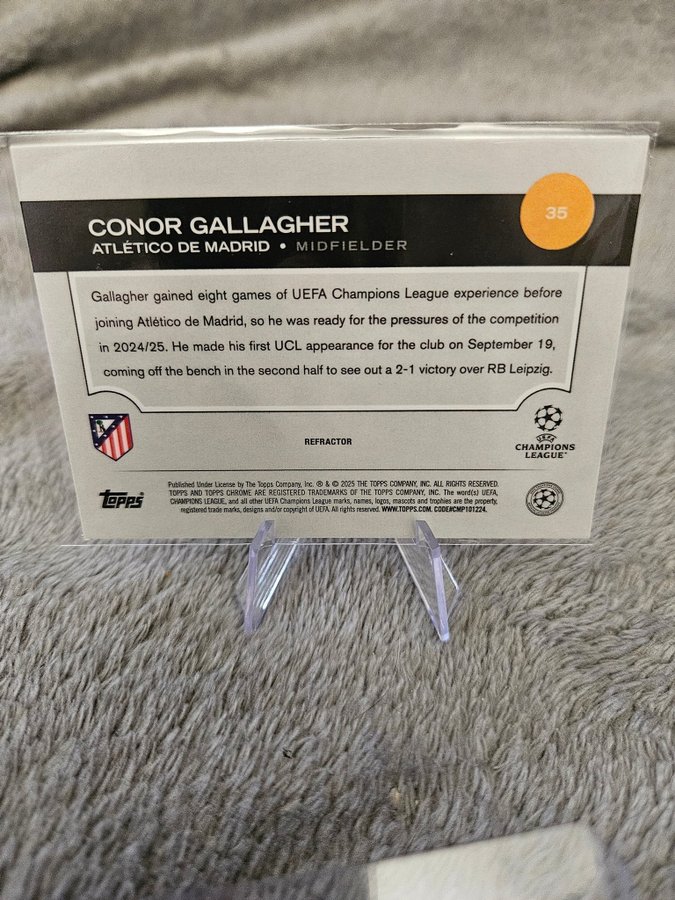 35
CONOR GALLAGHER
ATLÉTICO DE MADRID • MIDFIELDER
Gallagher gained eight games of UEFA Champions League experience before
joining Atlético de Madrid, so he was ready for the pressures of the competition
in 2024/25. He made his first UCL appearance for the club on September 19,
coming off the bench in the second half to see out a 2-1 victory over RB Leipzig.
REFRACTOR
UEFA
CHAMPIONS
LEAGUE
Topps
Published Under License by The Topps Company, Inc. ® & © 2025 THE TOPPS COMPANY, INC. ALL RIGHTS RESERVED.
TOPPS AND TOPPS CHROME ARE REGISTERED TRADEMARKS OF THE TOPPS COMPANY, INC. The word(s) UEFA,
CHAMPIONS LEAGUE, and all other UEFA Champions League marks, names, logos, mascots and trophies are the property,
registered trade marks, designs and/or copyright of UEFA. All rights reserved. WWW.TOPPS.COM. CODE#CMP101224.